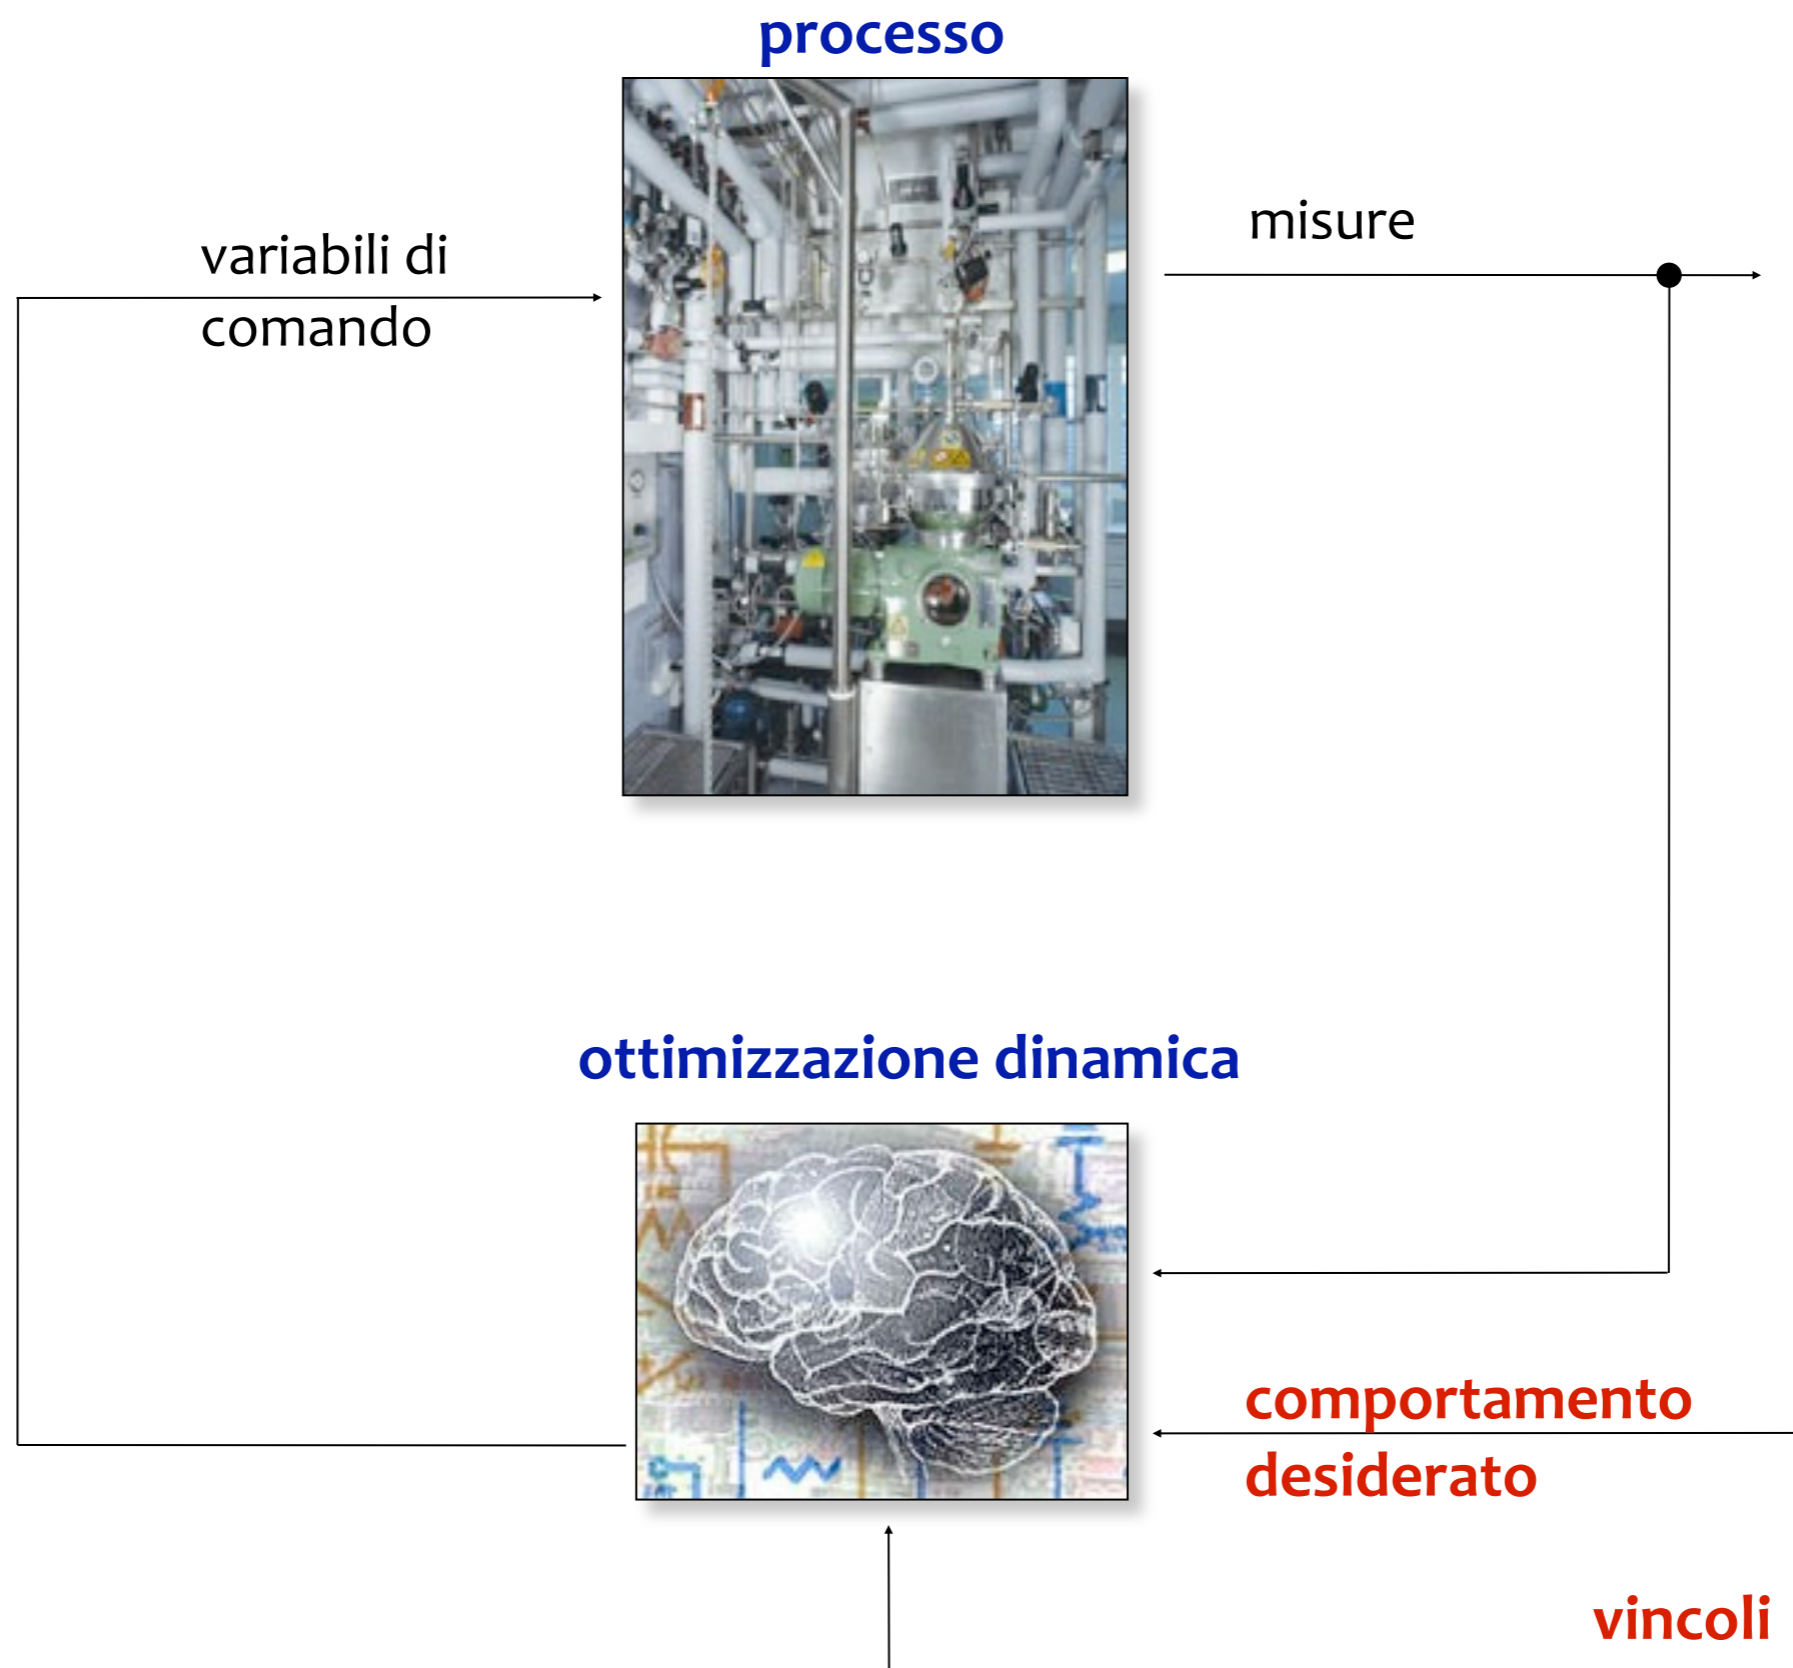 processo
misure
variabili di
comando
ottimizzazione dinamica
comportamento
desiderato
vincoli